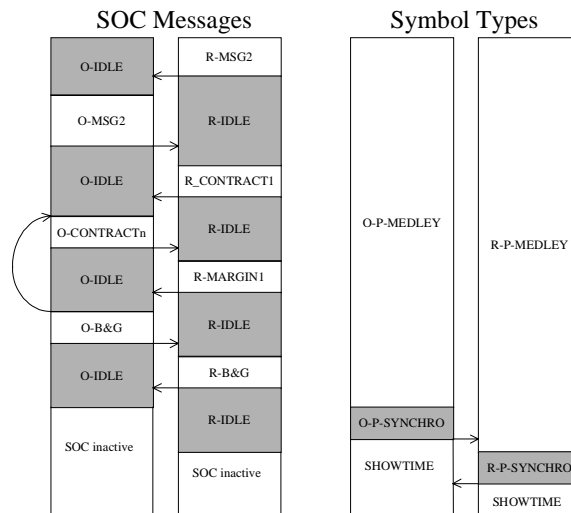 SOC Messages
Symbol Types
O-IDLE
R-MSG2
O-MSG2
R-IDLE
O-IDLE
R_CONTRACT1
O-CONTRACTn
R-IDLE
O-IDLE
R-MARGIN1
O-B&G
R-IDLE
O-IDLE
R-B&G
R-IDLE
SOC inactive
SOC inactive
O-P-MEDLEY
R-P-MEDLEY
O-P-SYNCHRO
SHOWTIME
R-P-SYNCHRO
SHOWTIME